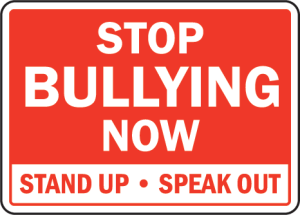 STOP
BULLYING
NOW
STAND UP • SPEAK OUT